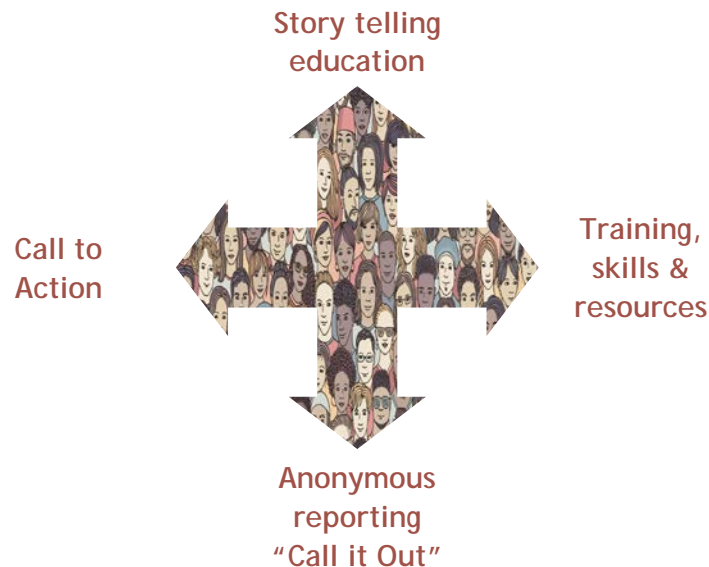 Story telling
education
Call to
Action
Training,
skills &
resources
Anonymous
reporting
“Call it Out”